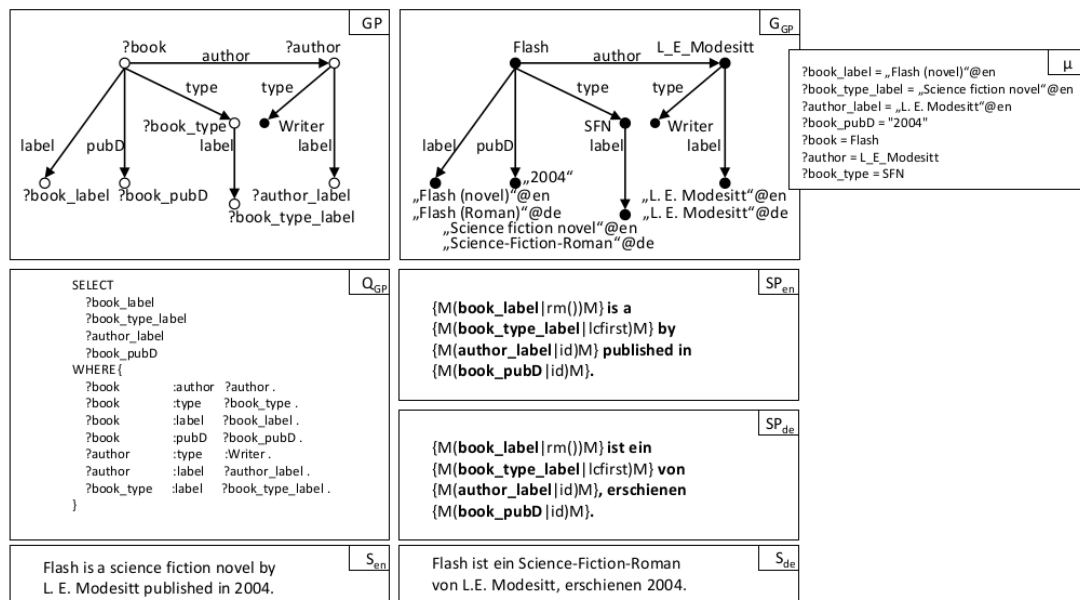 GP
?book
author
?author
type
type
?book_type
Writer
label
pubD
label
label
?book_label
?book_pubD
?author_label
?book_type_label
G_GP
Flash
author
L_E_Modesitt
type
type
SFN
Writer
label
pubD
label
label
„2004“
„Flash (novel)“@en
„L. E. Modesitt“@en
„Flash (Roman)“@de
„L. E. Modesitt“@de
„Science fiction novel“@en
„Science-Fiction-Roman“@de
μ
?book_label = „Flash (novel)“@en
?book_type_label = „Science fiction novel“@en
?author_label = „L. E. Modesitt“@en
?book_pubD = "2004"
?book = Flash
?author = L_E_Modesitt
?book_type = SFN
Q_GP
SELECT
?book_label
?book_type_label
?author_label
?book_pubD
WHERE{
?book :author ?author .
?book :type ?book_type .
?book :label ?book_label .
?book :pubD ?book_pubD .
?author :type :Writer .
?author :label ?author_label .
?book_type :label ?book_type_label .
}
SP_en
{M(book_label|rm())M} is a
{M(book_type_label|lcfirst)M} by
{M(author_label|id)M} published in
{M(book_pubD|id)M}.
SP_de
{M(book_label|rm())M} ist ein
{M(book_type_label|lcfirst)M} von
{M(author_label|id)M}, erschienen
{M(book_pubD|id)M}.
S_en
Flash is a science fiction novel by
L. E. Modesitt published in 2004.
S_de
Flash ist ein Science-Fiction-Roman
von L.E. Modesitt, erschienen 2004.